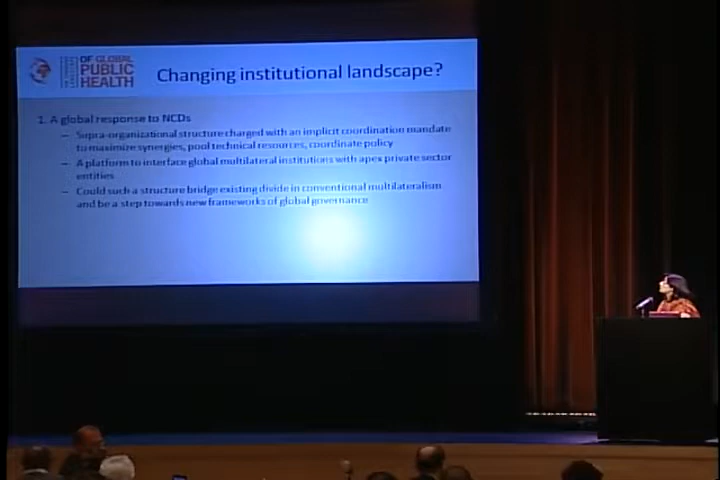 OF GLOBAL
PUBLIC
HEALTH
Changing institutional landscape?
1. A global response to NCDs
– Supra-organizational structure charged with an implicit coordination mandate
to maximize synergies, pool technical resources, coordinate policy
– A platform to interface global multilateral institutions with apex private sector
entities
– Could such a structure bridge existing divide in conventional multilateralism
and be a step towards new frameworks of global governance